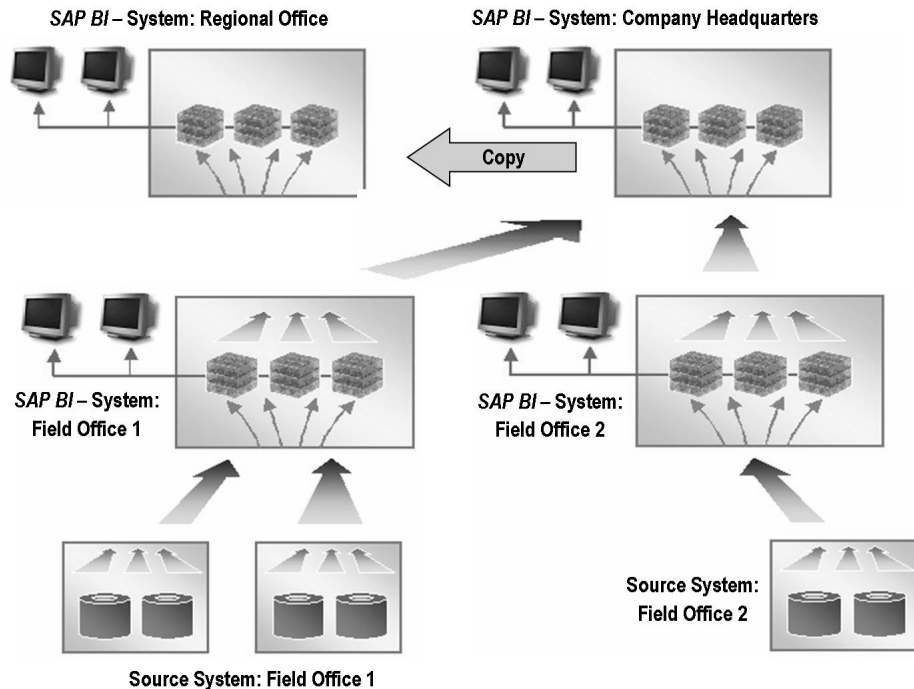 SAP BI – System: Regional Office
SAP BI – System: Company Headquarters
Copy
SAP BI – System:
Field Office 1
SAP BI – System:
Field Office 2
Source System:
Field Office 2
Source System: Field Office 1